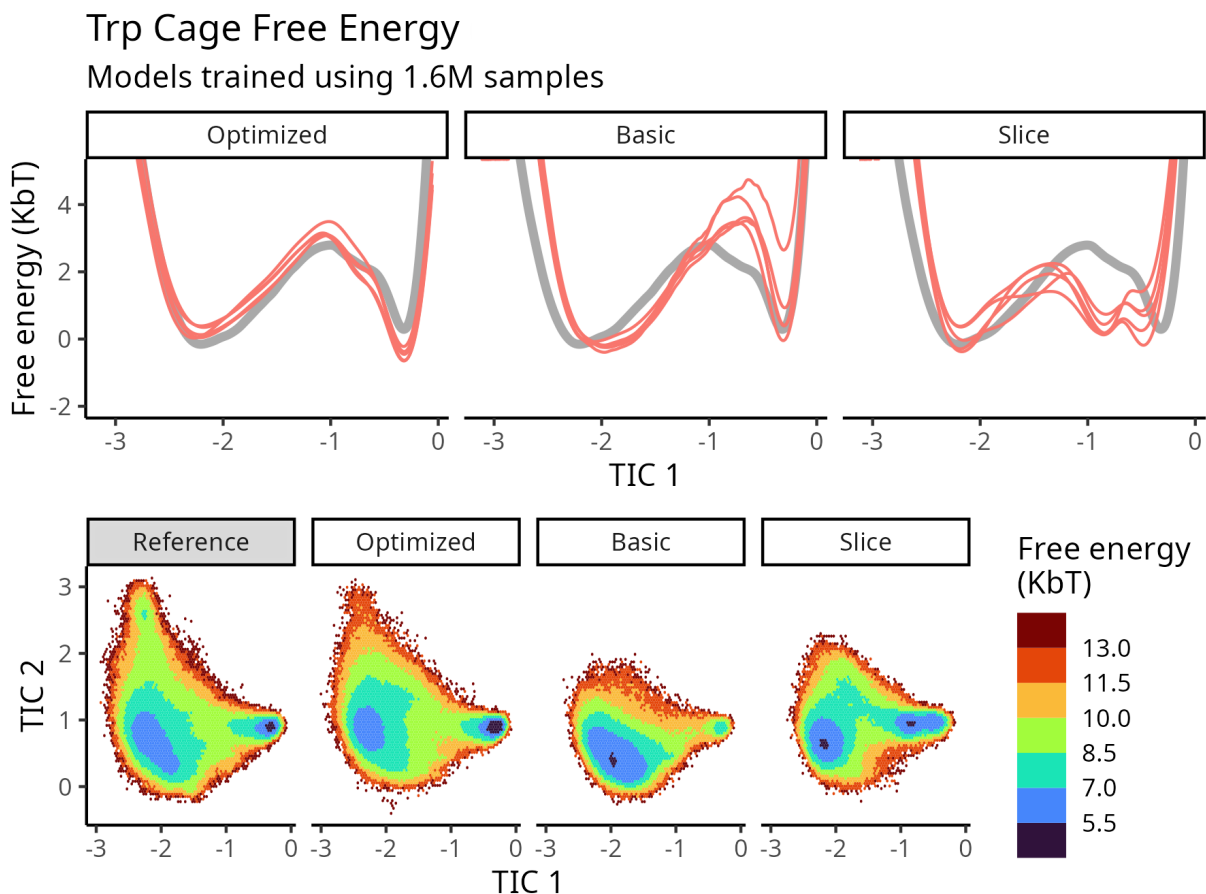 Trp Cage Free Energy
Models trained using 1.6M samples
Optimized Basic Slice
Free energy (KbT)
4
2
0
-2
-3 -2 -1 0 -3 -2 -1 0 -3 -2 -1 0
TIC 1
Reference Optimized Basic Slice
TIC 2
3
2
1
0
-3 -2 -1 0 -3 -2 -1 0 -3 -2 -1 0 -3 -2 -1 0
TIC 1
Free energy
(KbT)
13.0
11.5
10.0
8.5
7.0
5.5